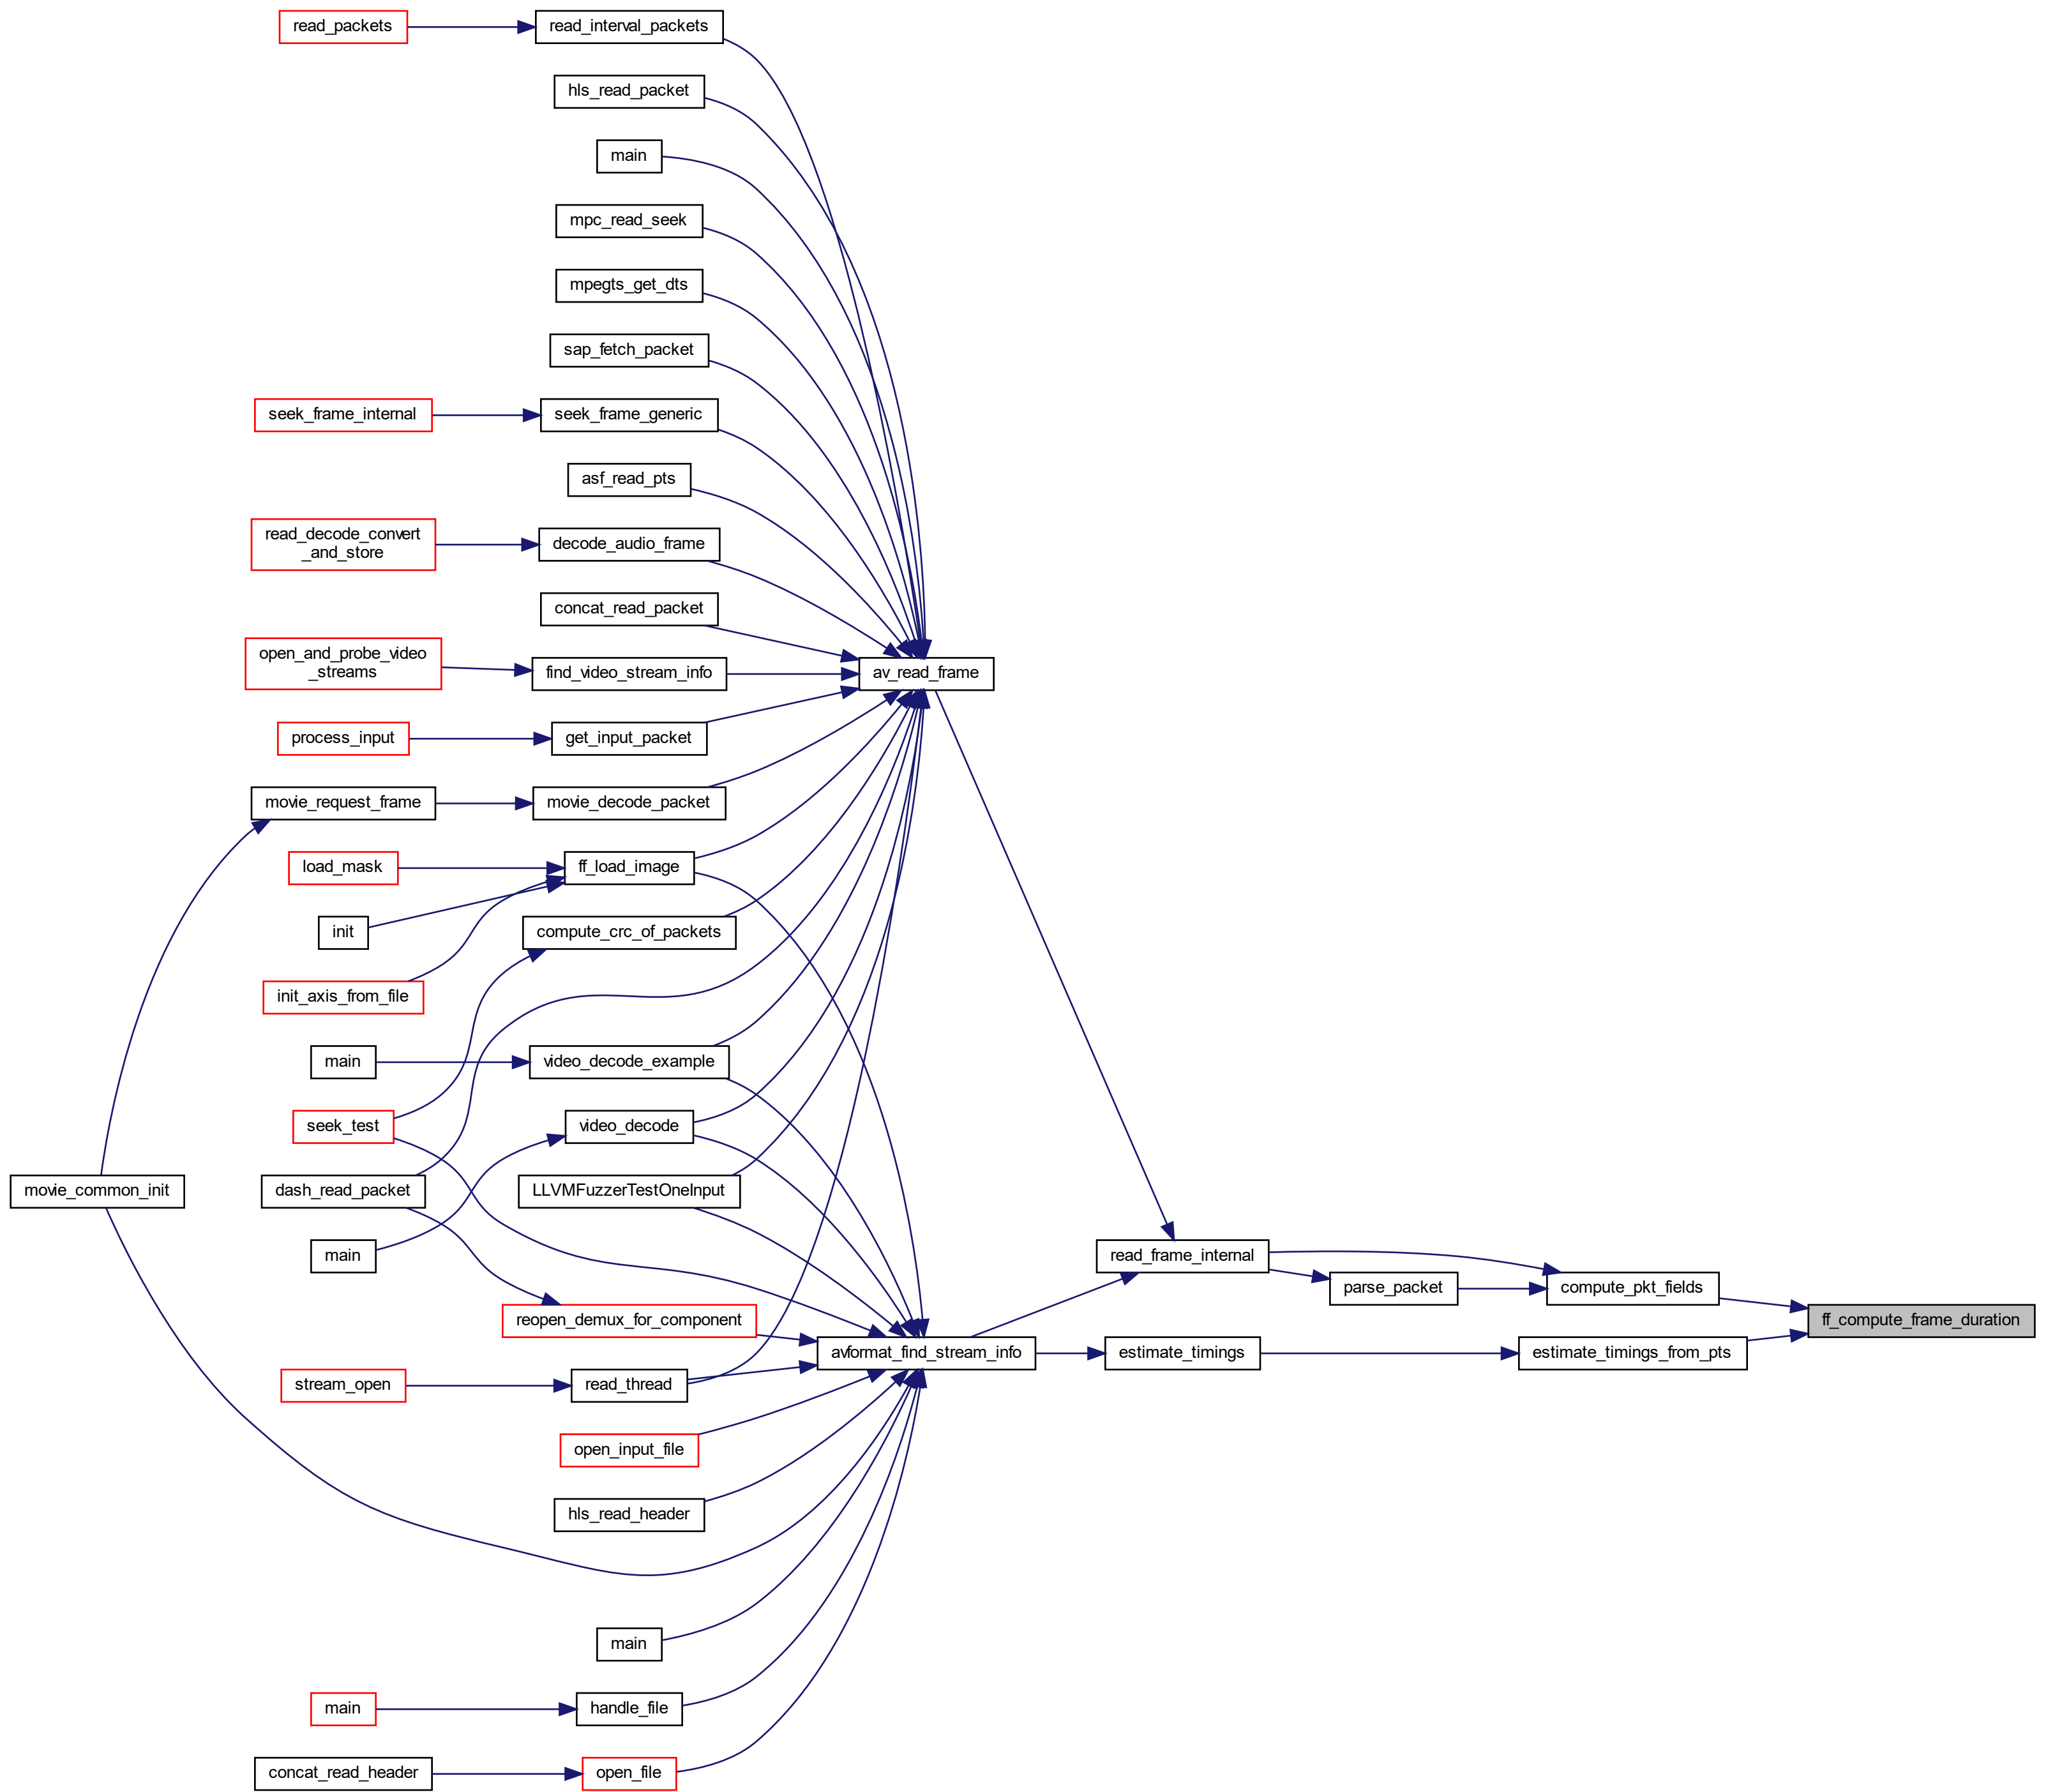 read_packets
read_interval_packets
hls_read_packet
main
mpc_read_seek
mpegts_get_dts
sap_fetch_packet
seek_frame_internal
seek_frame_generic
asf_read_pts
read_decode_convert
_and_store
decode_audio_frame
concat_read_packet
open_and_probe_video
_streams
find_video_stream_info
av_read_frame
process_input
get_input_packet
movie_request_frame
movie_decode_packet
load_mask
ff_load_image
init
compute_crc_of_packets
init_axis_from_file
main
video_decode_example
seek_test
video_decode
movie_common_init
dash_read_packet
LLVMFuzzerTestOneInput
main
read_frame_internal
parse_packet
compute_pkt_fields
reopen_demux_for_component
ff_compute_frame_duration
avformat_find_stream_info
estimate_timings
estimate_timings_from_pts
stream_open
read_thread
open_input_file
hls_read_header
main
main
handle_file
concat_read_header
open_file